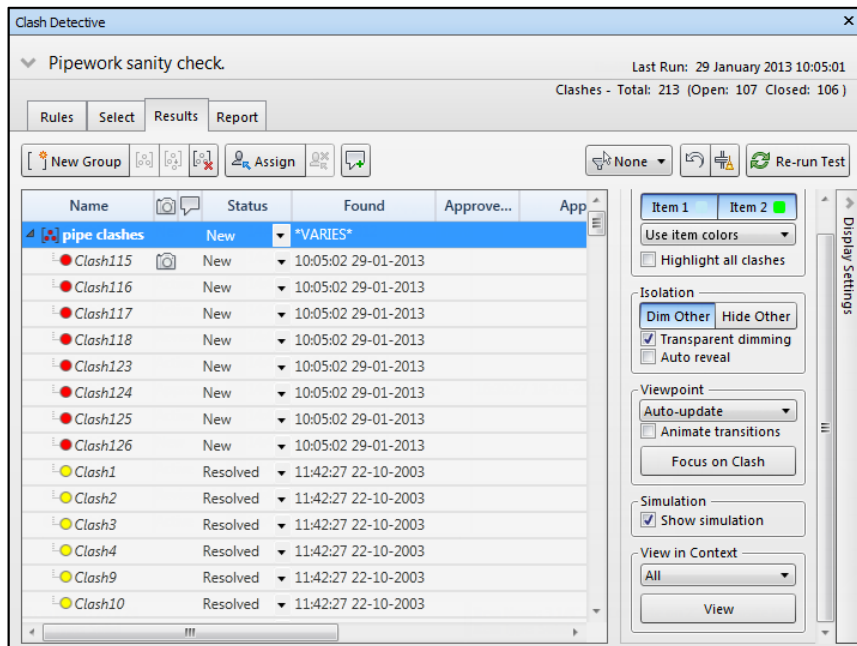 Clash Detective
Pipework sanity check.
Last Run: 29 January 2013 10:05:01
Clashes - Total: 213 (Open: 107 Closed: 106 )
Rules Select Results Report
New Group Assign None Re-run Test
Name Status Found Approve... App
pipe clashes New *VARIES*
Clash115 New 10:05:02 29-01-2013
Clash116 New 10:05:02 29-01-2013
Clash117 New 10:05:02 29-01-2013
Clash118 New 10:05:02 29-01-2013
Clash123 New 10:05:02 29-01-2013
Clash124 New 10:05:02 29-01-2013
Clash125 New 10:05:02 29-01-2013
Clash126 New 10:05:02 29-01-2013
Clash1 Resolved 11:42:27 22-10-2003
Clash2 Resolved 11:42:27 22-10-2003
Clash3 Resolved 11:42:27 22-10-2003
Clash4 Resolved 11:42:27 22-10-2003
Clash9 Resolved 11:42:27 22-10-2003
Clash10 Resolved 11:42:27 22-10-2003
Item 1 Item 2
Use item colors
Highlight all clashes
Isolation
Dim Other Hide Other
Transparent dimming
Auto reveal
Viewpoint
Auto-update
Animate transitions
Focus on Clash
Simulation
Show simulation
View in Context
All
View
Display Settings